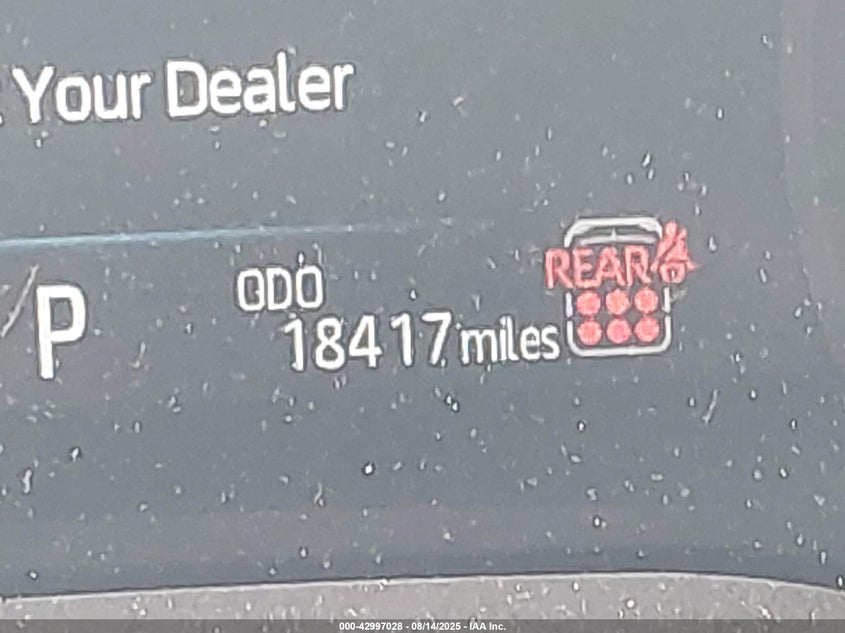 Your Dealer
P
ODO
18417 miles
REAR
000-42997028 - 08/14/2025 - IAA Inc.